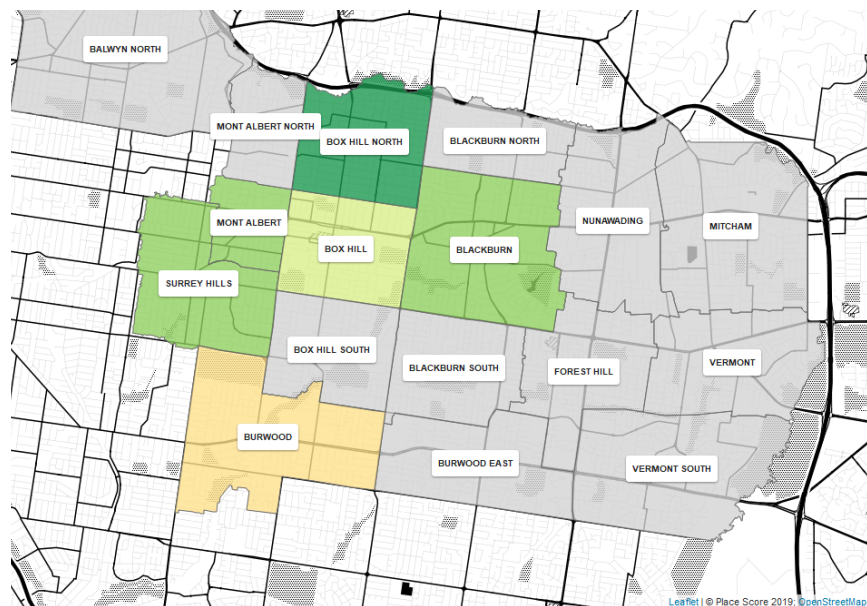 BALWYN NORTH
MONT ALBERT NORTH
BOX HILL NORTH
BLACKBURN NORTH
MONT ALBERT
NUNAWADING
MITCHAM
BOX HILL
BLACKBURN
SURREY HILLS
BOX HILL SOUTH
BLACKBURN SOUTH
FOREST HILL
VERMONT
BURWOOD
BURWOOD EAST
VERMONT SOUTH
Leaflet | © Place Score 2019; OpenStreetMap